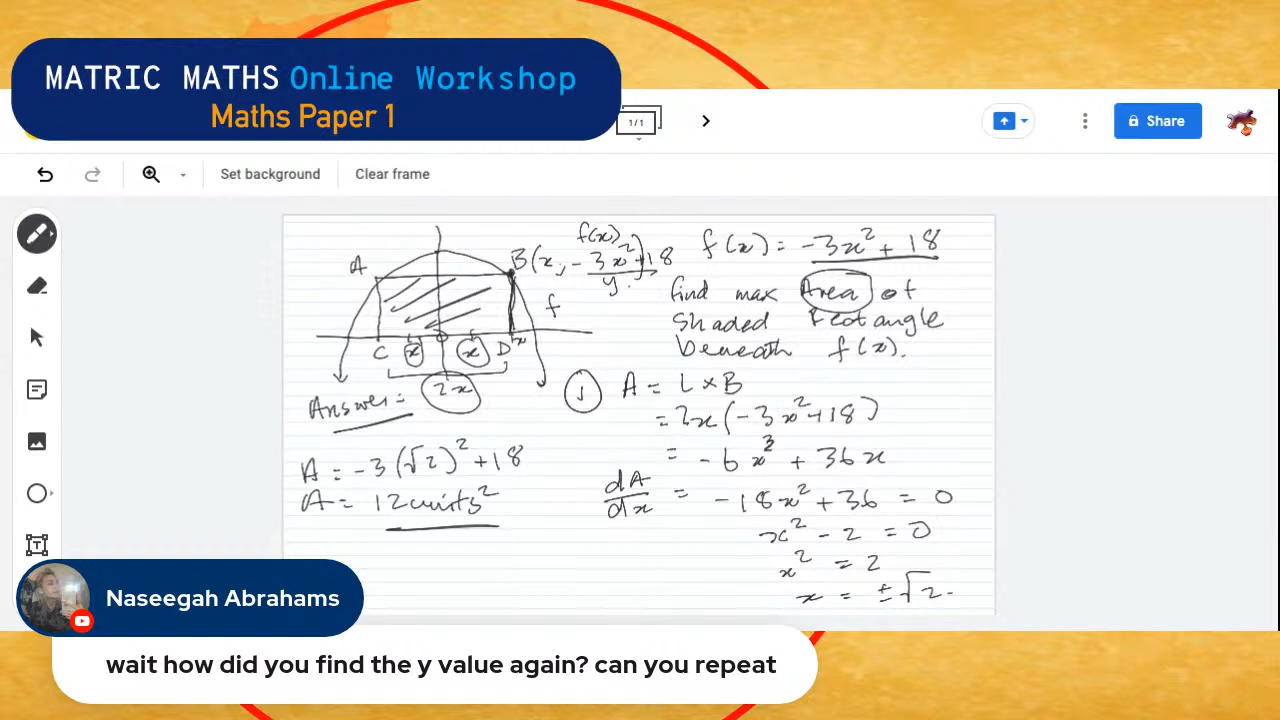 MATRIC MATHS Online Workshop
Maths Paper 1
1/1
Share
Set background
Clear frame
A
f(x)
B(x; -3x²+18)
y
f
C x x D x
2x
f(x) = -3x² + 18
find max Area of
Shaded Rectangle
beneath f(x).
Answer:
A = -3(√2)² + 18
A = 12 units²
① A = L × B
= 2x(-3x²+18)
= -6x³ + 36x
dA/dx = -18x² + 36 = 0
x² - 2 = 0
x² = 2
x = ±√2
T
Naseegah Abrahams
wait how did you find the y value again? can you repeat